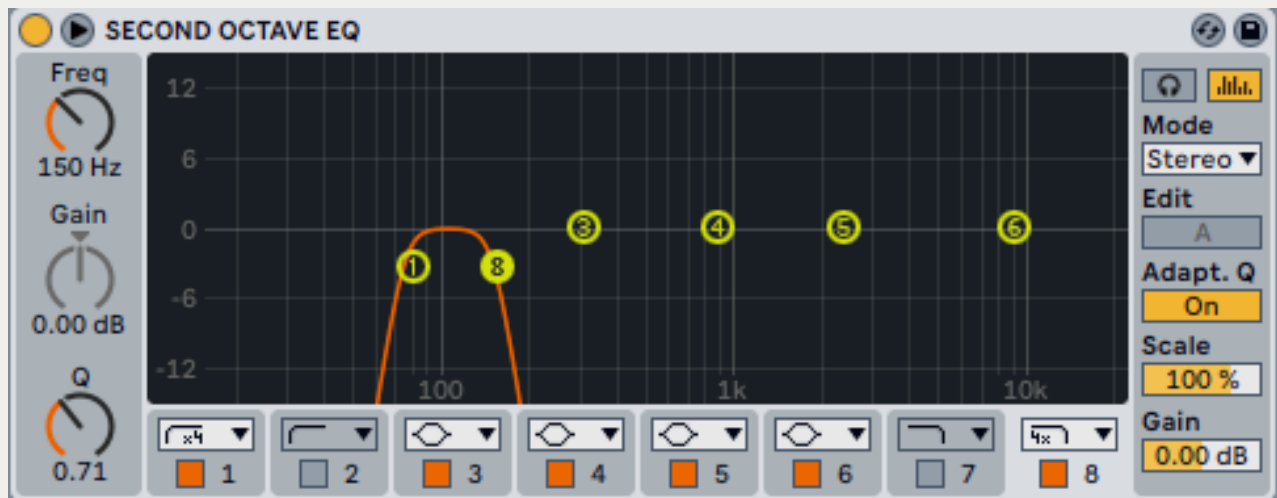 SECOND OCTAVE EQ
Freq
150 Hz
Gain
0.00 dB
Q
0.71
12
6
0
-6
-12
100
1k
10k
1
8
3
4
5
6
Mode
Stereo
Edit
A
Adapt. Q
On
Scale
100 %
Gain
0.00 dB
x4
4x
1
2
3
4
5
6
7
8